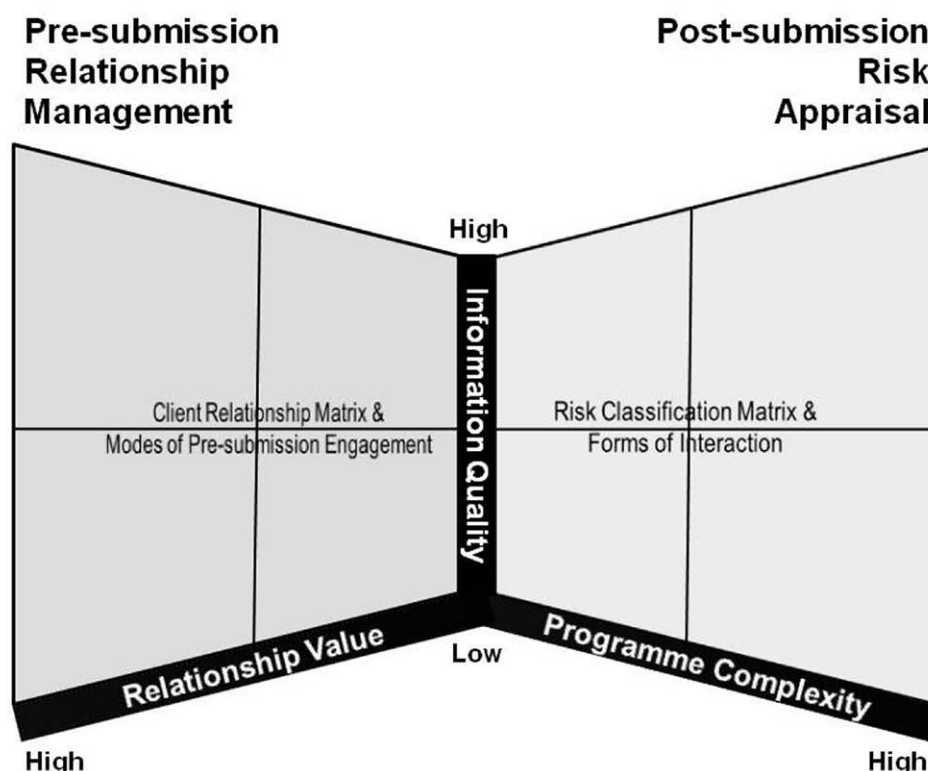 Pre-submission
Relationship
Management
Post-submission
Risk
Appraisal
High
Information Quality
Client Relationship Matrix &
Modes of Pre-submission Engagement
Risk Classification Matrix &
Forms of Interaction
Relationship Value
Low
Programme Complexity
High
High